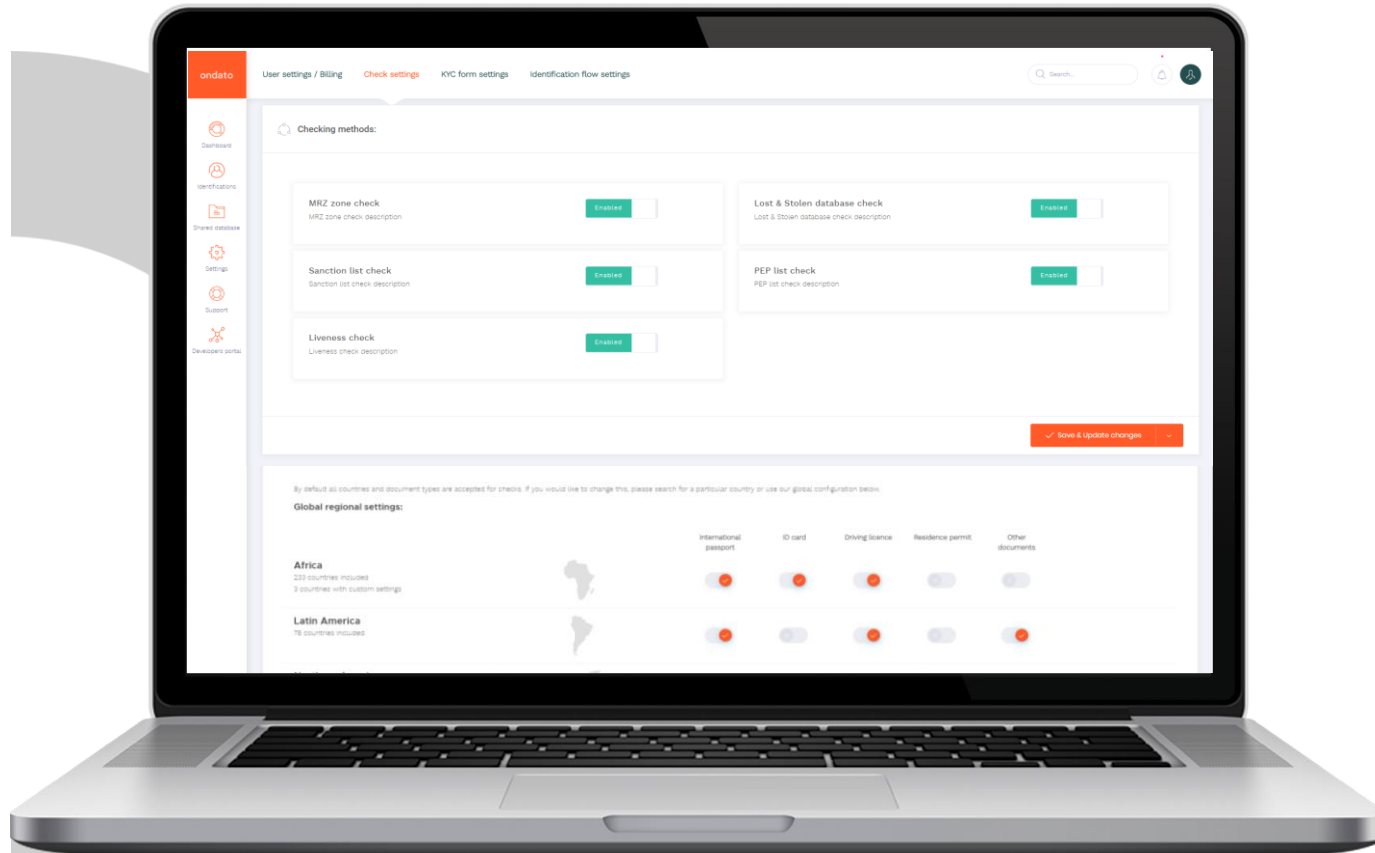 ondato
User settings / Billing
Check settings
KYC form settings
Identification flow settings
Search...
Dashboard
Identifications
Shared database
Settings
Support
Developers portal
Checking methods:
MRZ zone check
MRZ zone check description
Enabled
Lost & Stolen database check
Lost & Stolen database check description
Enabled
Sanction list check
Sanction list check description
Enabled
PEP list check
PEP list check description
Enabled
Liveness check
Liveness check description
Enabled
Save & Update changes
By default all countries and document types are accepted for checks. If you would like to change this, please search for a particular country or use our global configuration below.
Global regional settings:
International
passport
ID card
Driving licence
Residence permit
Other
documents
Africa
233 countries included
3 countries with custom settings
Latin America
78 countries included